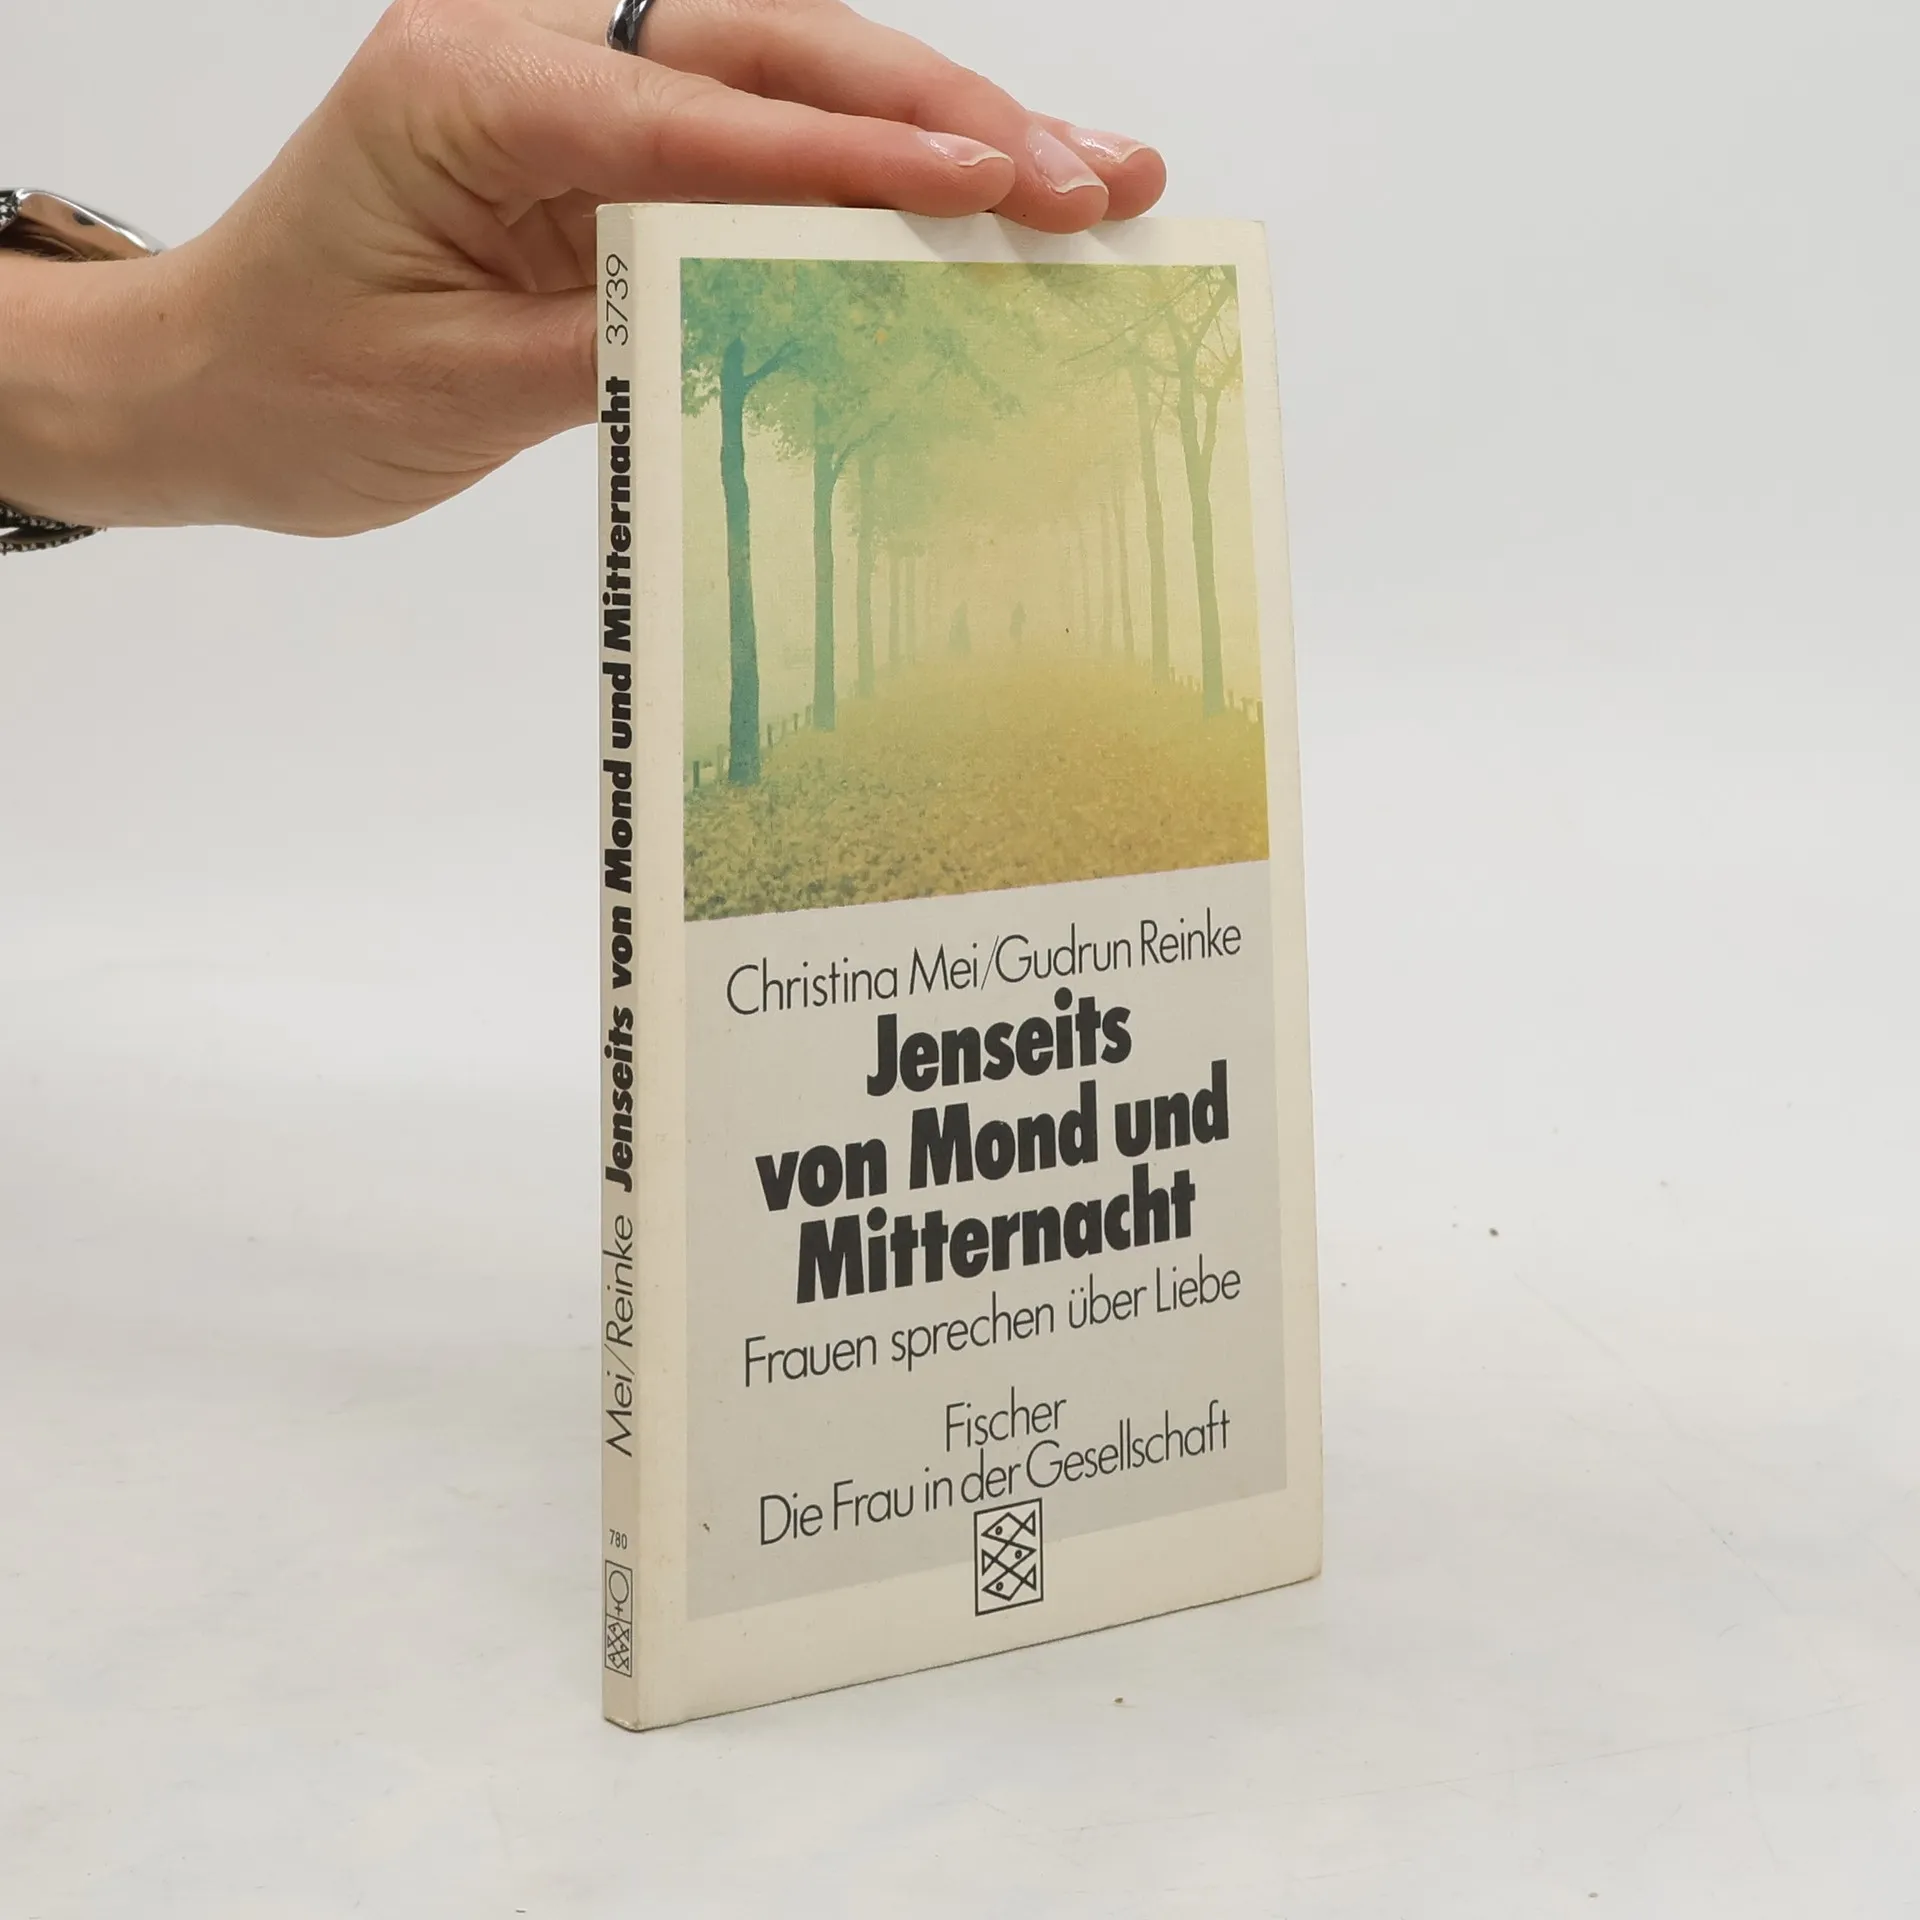 Christina Mei/Gudrun Reinke
Jenseits
von Mond und
Mitternacht
Frauen sprechen über Liebe
Fischer
Die Frau in der Gesellschaft
Mei/Reinke Jenseits von Mond und Mitternacht 3739
780